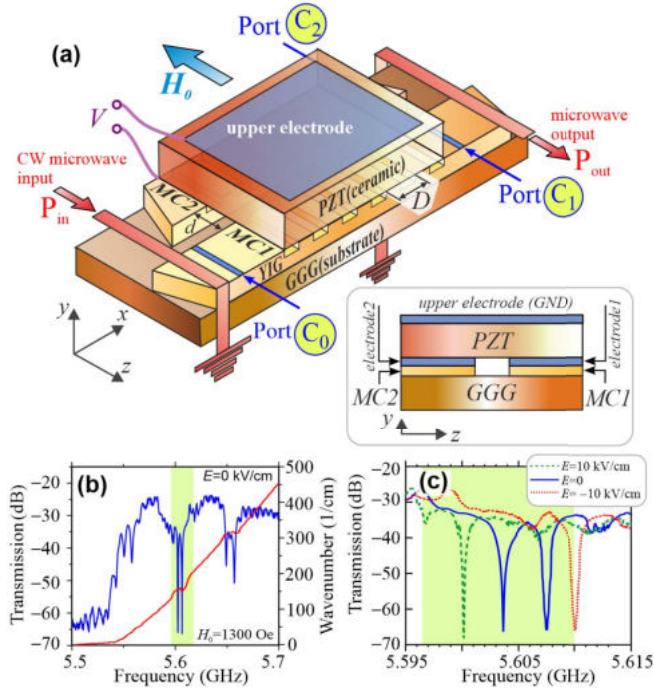 (a)
Port C2
H0
V
upper electrode
microwave
output
Pout
CW microwave
input
Pin
MC2
d
MC1
PZT(ceramic)
D
Port C1
YIG
GGG(substrate)
Port C0
y
x
z
upper electrode (GND)
electrode2
PZT
electrode1
MC2
GGG
MC1
y
z
(b)
E=0 kV/cm
Transmission (dB)
−20
−30
−40
−50
−60
−70
500
450
400
300
200
100
0
Wavenumber (1/cm)
H0=1300 Oe
5.5
5.6
5.7
Frequency (GHz)
(c)
E=10 kV/cm
E=0
E= −10 kV/cm
Transmission (dB)
−20
−30
−40
−50
−60
−70
5.595
5.605
5.615
Frequency (GHz)